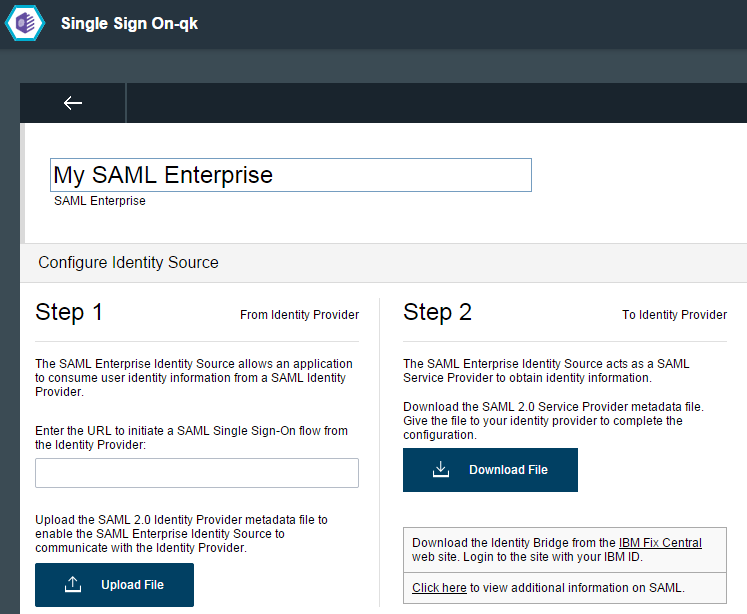 Single Sign On-qk
My SAML Enterprise
SAML Enterprise
Configure Identity Source
Step 1
From Identity Provider
The SAML Enterprise Identity Source allows an application
to consume user identity information from a SAML Identity
Provider.
Enter the URL to initiate a SAML Single Sign-On flow from
the Identity Provider:
Upload the SAML 2.0 Identity Provider metadata file to
enable the SAML Enterprise Identity Source to
communicate with the Identity Provider.
Upload File
Step 2
To Identity Provider
The SAML Enterprise Identity Source acts as a SAML
Service Provider to obtain identity information.
Download the SAML 2.0 Service Provider metadata file.
Give the file to your identity provider to complete the
configuration.
Download File
Download the Identity Bridge from the IBM Fix Central
web site. Login to the site with your IBM ID.
Click here to view additional information on SAML.